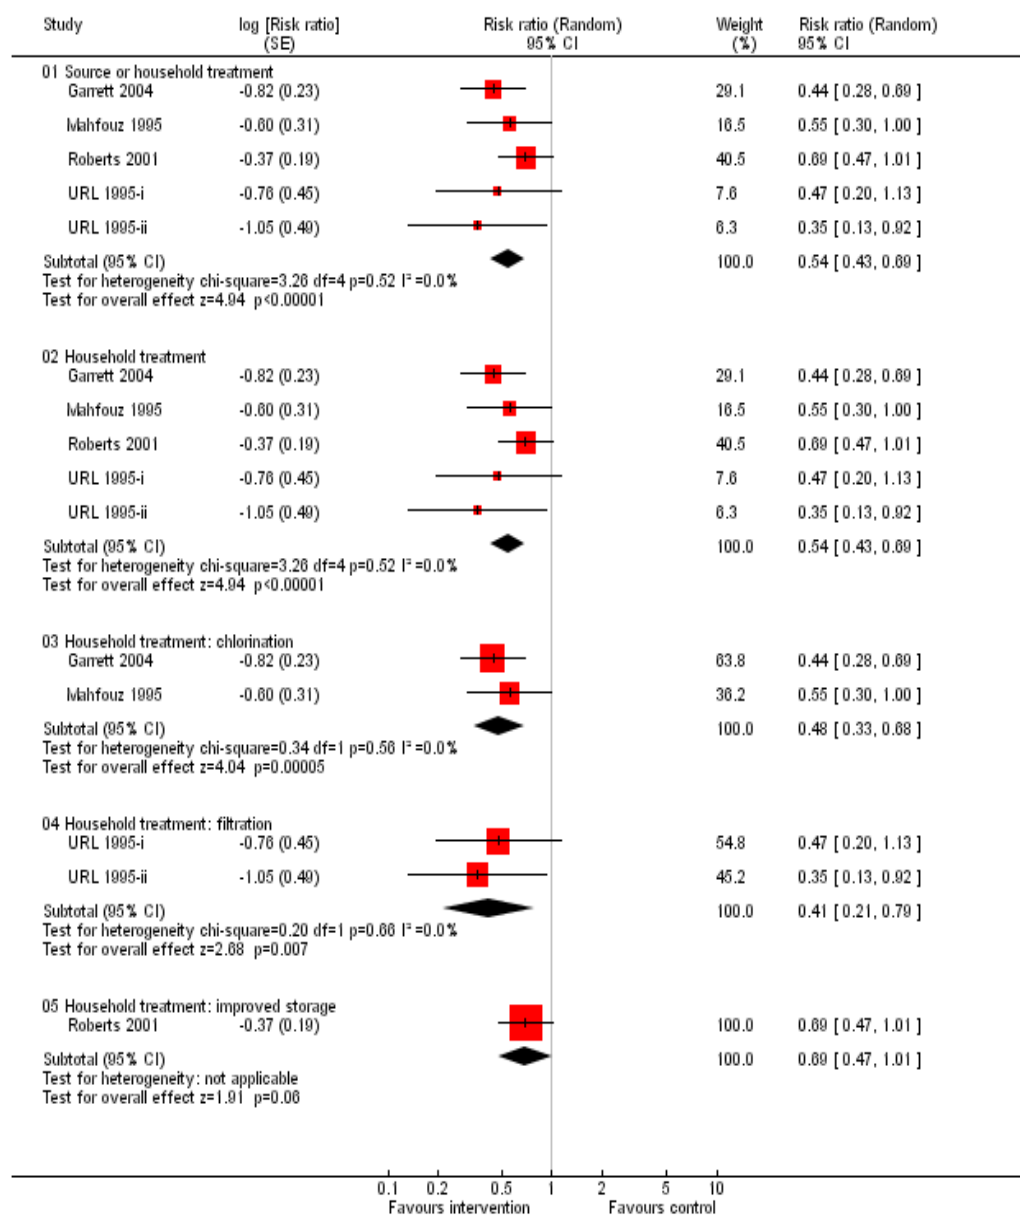 Study log [Risk ratio] Risk ratio (Random) Weight Risk ratio (Random)
(SE) 95% CI (%) 95% CI
01 Source or household treatment
Garrett 2004 -0.82 (0.23) 29.1 0.44 [ 0.28, 0.69 ]
Mahfouz 1995 -0.60 (0.31) 16.5 0.55 [ 0.30, 1.00 ]
Roberts 2001 -0.37 (0.19) 40.5 0.69 [ 0.47, 1.01 ]
URL 1995-i -0.76 (0.45) 7.6 0.47 [ 0.20, 1.13 ]
URL 1995-ii -1.05 (0.49) 6.3 0.35 [ 0.13, 0.92 ]
Subtotal (95% CI) 100.0 0.54 [ 0.43, 0.69 ]
Test for heterogeneity chi-square=3.26 df=4 p=0.52 I² =0.0%
Test for overall effect z=4.94 p<0.00001
02 Household treatment
Garrett 2004 -0.82 (0.23) 29.1 0.44 [ 0.28, 0.69 ]
Mahfouz 1995 -0.60 (0.31) 16.5 0.55 [ 0.30, 1.00 ]
Roberts 2001 -0.37 (0.19) 40.5 0.69 [ 0.47, 1.01 ]
URL 1995-i -0.76 (0.45) 7.6 0.47 [ 0.20, 1.13 ]
URL 1995-ii -1.05 (0.49) 6.3 0.35 [ 0.13, 0.92 ]
Subtotal (95% CI) 100.0 0.54 [ 0.43, 0.69 ]
Test for heterogeneity chi-square=3.26 df=4 p=0.52 I² =0.0%
Test for overall effect z=4.94 p<0.00001
03 Household treatment: chlorination
Garrett 2004 -0.82 (0.23) 63.8 0.44 [ 0.28, 0.69 ]
Mahfouz 1995 -0.60 (0.31) 36.2 0.55 [ 0.30, 1.00 ]
Subtotal (95% CI) 100.0 0.48 [ 0.33, 0.68 ]
Test for heterogeneity chi-square=0.34 df=1 p=0.56 I² =0.0%
Test for overall effect z=4.04 p=0.00005
04 Household treatment: filtration
URL 1995-i -0.76 (0.45) 54.8 0.47 [ 0.20, 1.13 ]
URL 1995-ii -1.05 (0.49) 45.2 0.35 [ 0.13, 0.92 ]
Subtotal (95% CI) 100.0 0.41 [ 0.21, 0.79 ]
Test for heterogeneity chi-square=0.20 df=1 p=0.66 I² =0.0%
Test for overall effect z=2.68 p=0.007
05 Household treatment: improved storage
Roberts 2001 -0.37 (0.19) 100.0 0.69 [ 0.47, 1.01 ]
Subtotal (95% CI) 100.0 0.69 [ 0.47, 1.01 ]
Test for heterogeneity: not applicable
Test for overall effect z=1.91 p=0.06
0.1 0.2 0.5 1 2 5 10
Favours intervention Favours control